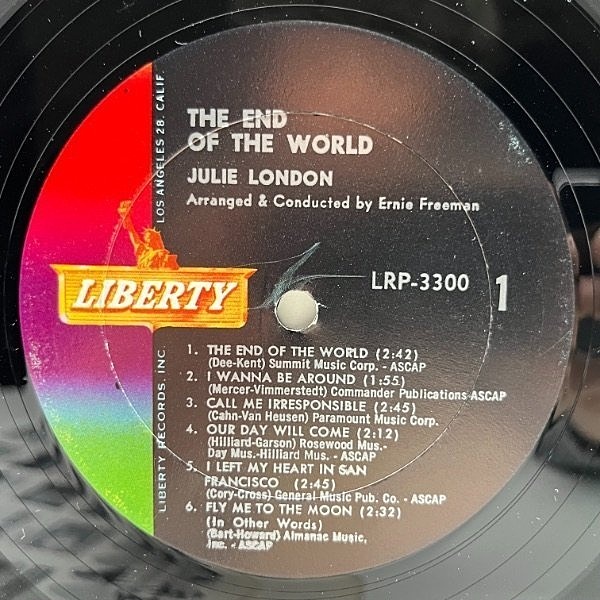 THE END
OF THE WORLD
JULIE LONDON
Arranged & Conducted by Ernie Freeman
LOS ANGELES 28, CALIF.
LIBERTY
LRP-3300
1
LIBERTY RECORDS, INC.
1. THE END OF THE WORLD (2:42)
(Dee-Kent) Summit Music Corp. - ASCAP
2. I WANNA BE AROUND (1:55)
(Mercer-Vimmerstedt) Commander Publications-ASCAP
3. CALL ME IRRESPONSIBLE (2:45)
(Cahn-Van Heusen) Paramount Music Corp.
4. OUR DAY WILL COME (2:12)
(Hilliard-Garson) Rosewood Mus.-
Day Mus.-Hilliard Mus. - ASCAP
5. I LEFT MY HEART IN SAN
FRANCISCO (2:45)
(Cory-Cross) General Music Pub. Co. - ASCAP
6. FLY ME TO THE MOON (2:32)
(In Other Words)
(Bart-Howard) Almanac Music,
Inc. - ASCAP